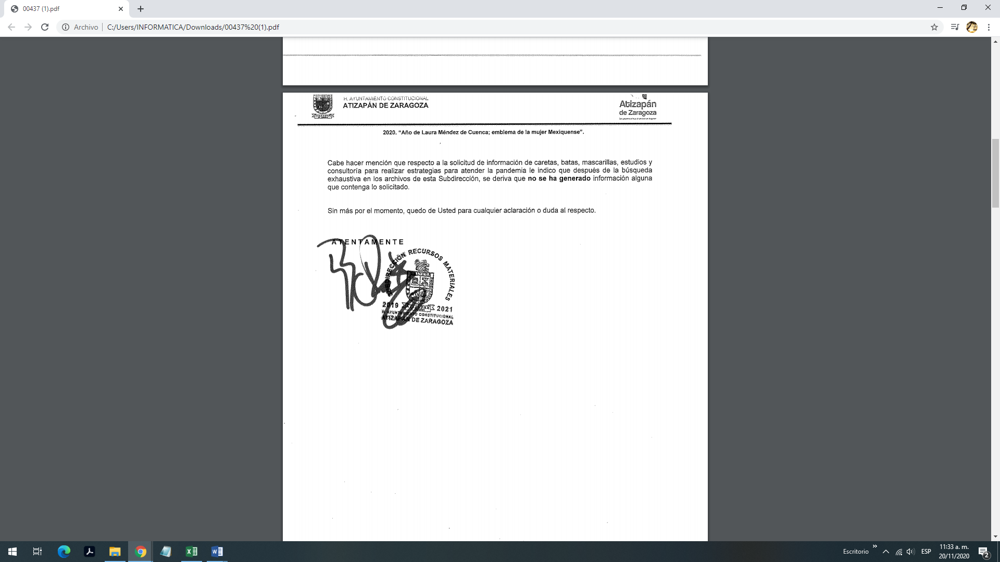 00437 (1).pdf
Archivo
C:/Users/INFORMATICA/Downloads/00437%20(1).pdf
H. AYUNTAMIENTO CONSTITUCIONAL
ATIZAPÁN DE ZARAGOZA
Atizapán
de Zaragoza
2020. “Año de Laura Méndez de Cuenca; emblema de la mujer Mexiquense”.
Cabe hacer mención que respecto a la solicitud de información de caretas, batas, mascarillas, estudios y
consultoría para realizar estrategias para atender la pandemia le indico que después de la búsqueda
exhaustiva en los archivos de esta Subdirección, se deriva que no se ha generado información alguna
que contenga lo solicitado.
Sin más por el momento, quedo de Usted para cualquier aclaración o duda al respecto.
ATENTAMENTE
SUBDIRECCIÓN RECURSOS MATERIALES
2019 2021
H. AYUNTAMIENTO CONSTITUCIONAL
ATIZAPÁN DE ZARAGOZA
Escritorio
ESP
11:33 a. m.
20/11/2020
2